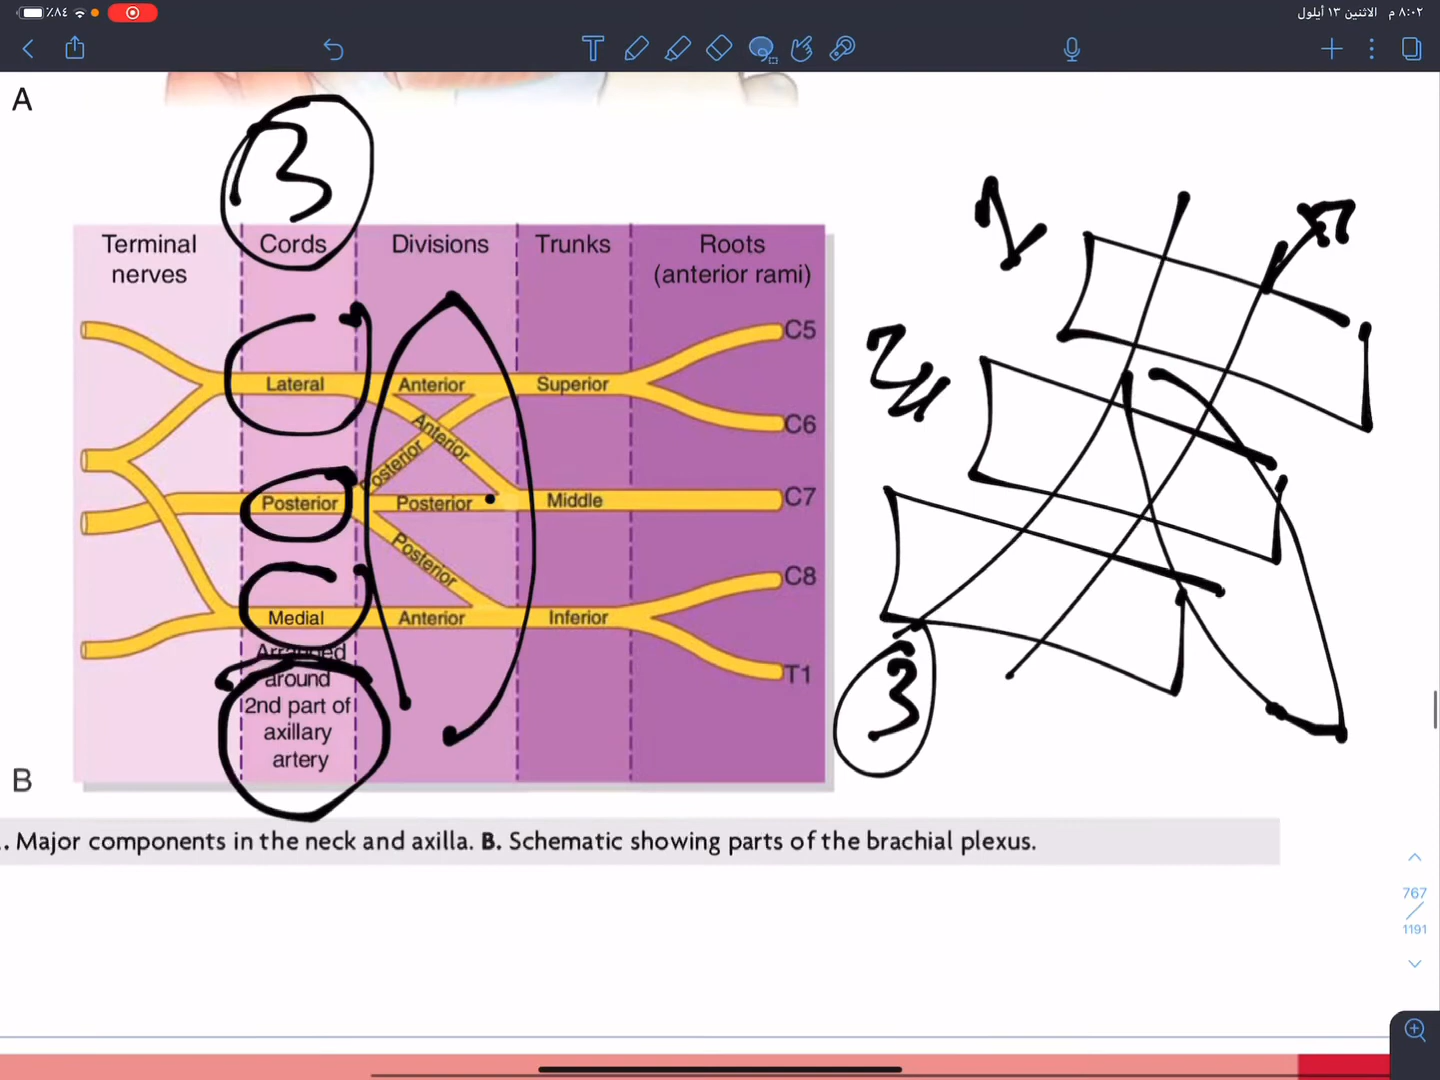 ٪٨٤
٨:٠٢ م الاثنين ١٣ أيلول
A
3
Terminal nerves
Cords
Divisions
Trunks
Roots (anterior rami)
C5
Lateral
Anterior
Superior
C6
Anterior
Posterior
Posterior
Posterior
Middle
C7
Posterior
C8
Medial
Anterior
Inferior
T1
Arranged
around
2nd part of
axillary
artery
3
B
. Major components in the neck and axilla. B. Schematic showing parts of the brachial plexus.
767
1191